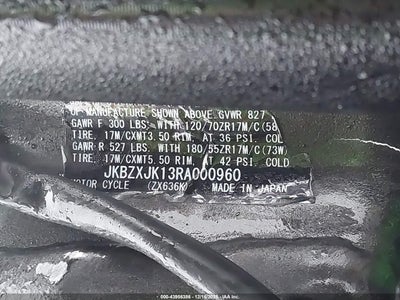 OF MANUFACTURE SHOWN ABOVE GVWR 827
GAWR F 300 LBS. WITH 120/70ZR17M/C(58
TIRE, 17M/CXMT3.50 RIM, AT 36 PSI. COLD
GAWR R 527 LBS. WITH 180/55ZR17M/C(73W)
TIRE, 17M/CXMT5.50 RIM, AT 42 PSI. COLD
JKBZXJK13RA000960
MOTOR CYCLE (ZX636K) MADE IN JAPAN